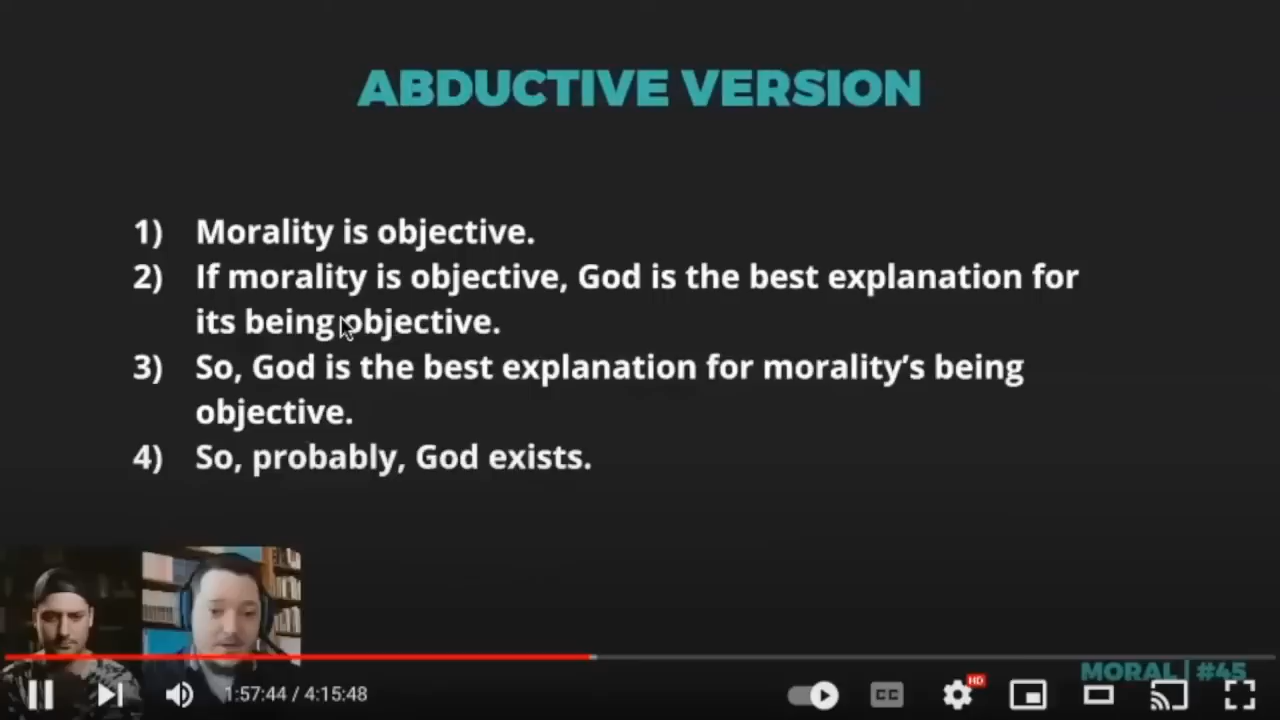 ABDUCTIVE VERSION
1) Morality is objective.
2) If morality is objective, God is the best explanation for
its being objective.
3) So, God is the best explanation for morality's being
objective.
4) So, probably, God exists.
MORAL | #45
1:57:44 / 4:15:48
CC
HD